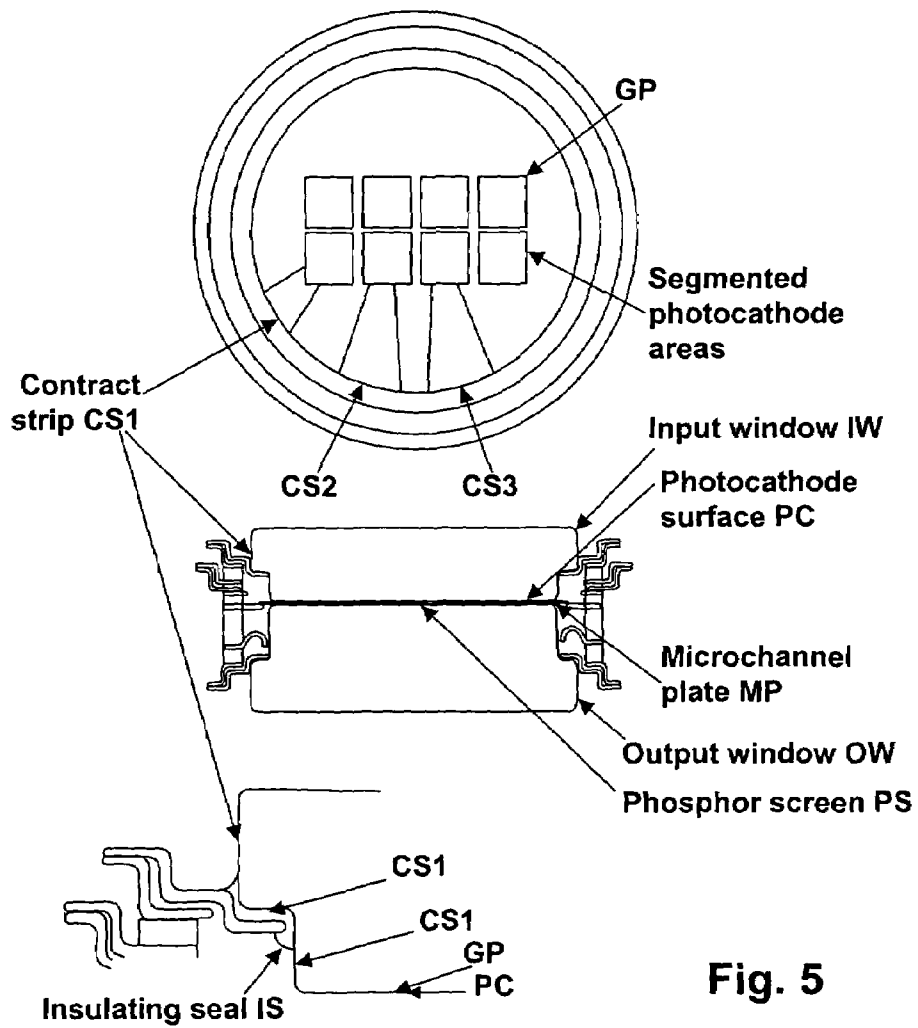 GP
Segmented
photocathode
areas
Contract
strip CS1
CS2
CS3
Input window IW
Photocathode
surface PC
Microchannel
plate MP
Output window OW
Phosphor screen PS
CS1
CS1
GP
PC
Insulating seal IS
Fig. 5